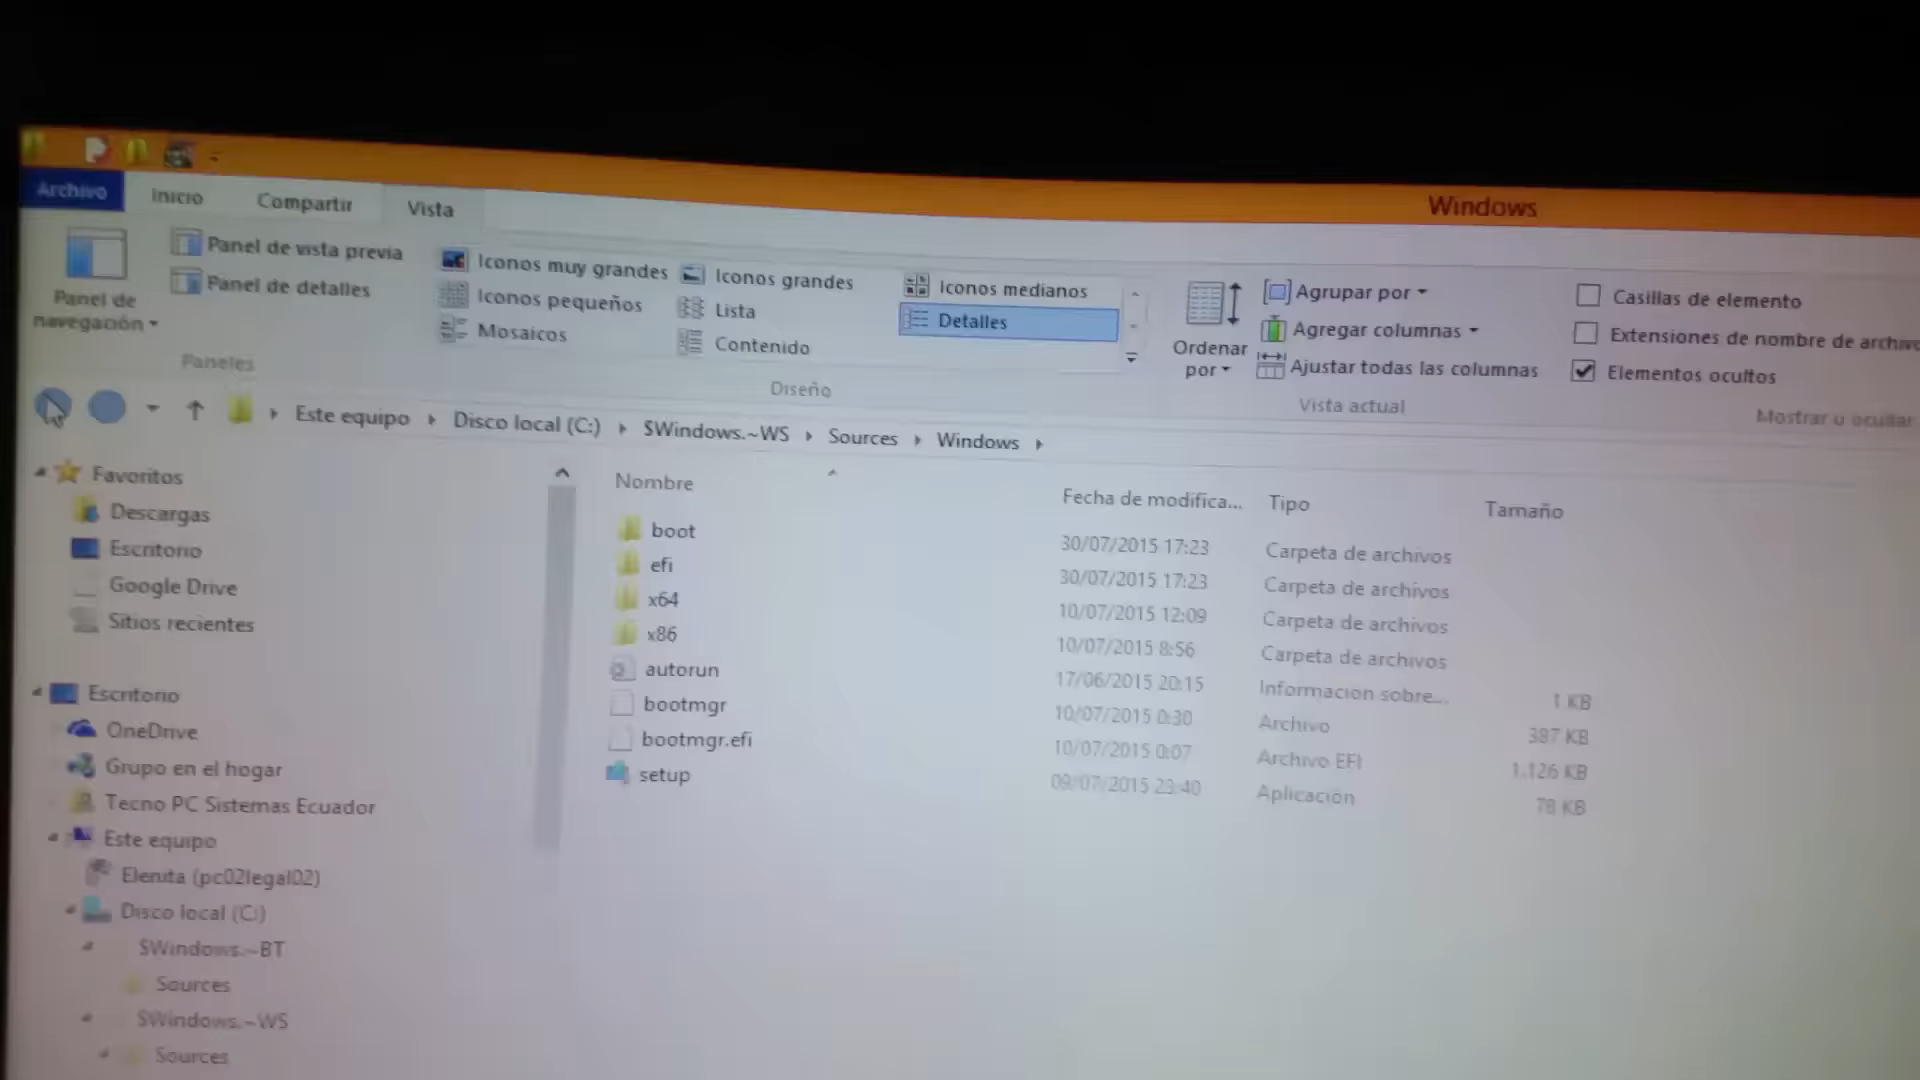 Windows
Archivo Inicio Compartir Vista
Panel de navegación
Panel de vista previa
Panel de detalles
Paneles
Iconos muy grandes Iconos grandes Iconos medianos
Iconos pequeños Lista Detalles
Mosaicos Contenido
Diseño
Ordenar por
Agrupar por
Agregar columnas
Ajustar todas las columnas
Vista actual
Casillas de elemento
Extensiones de nombre de archivo
Elementos ocultos
Mostrar u ocultar
Este equipo Disco local (C:) $Windows.~WS Sources Windows
Favoritos
Descargas
Escritorio
Google Drive
Sitios recientes
Escritorio
OneDrive
Grupo en el hogar
Tecno PC Sistemas Ecuador
Este equipo
Elenita (pc02legal02)
Disco local (C:)
$Windows.~BT
Sources
$Windows.~WS
Sources
Nombre Fecha de modifica... Tipo Tamaño
boot 30/07/2015 17:23 Carpeta de archivos
efi 30/07/2015 17:23 Carpeta de archivos
x64 10/07/2015 12:09 Carpeta de archivos
x86 10/07/2015 8:56 Carpeta de archivos
autorun 17/06/2015 20:15 Información sobre... 1 KB
bootmgr 10/07/2015 0:30 Archivo 387 KB
bootmgr.efi 10/07/2015 0:07 Archivo EFI 1.126 KB
setup 09/07/2015 23:40 Aplicación 78 KB